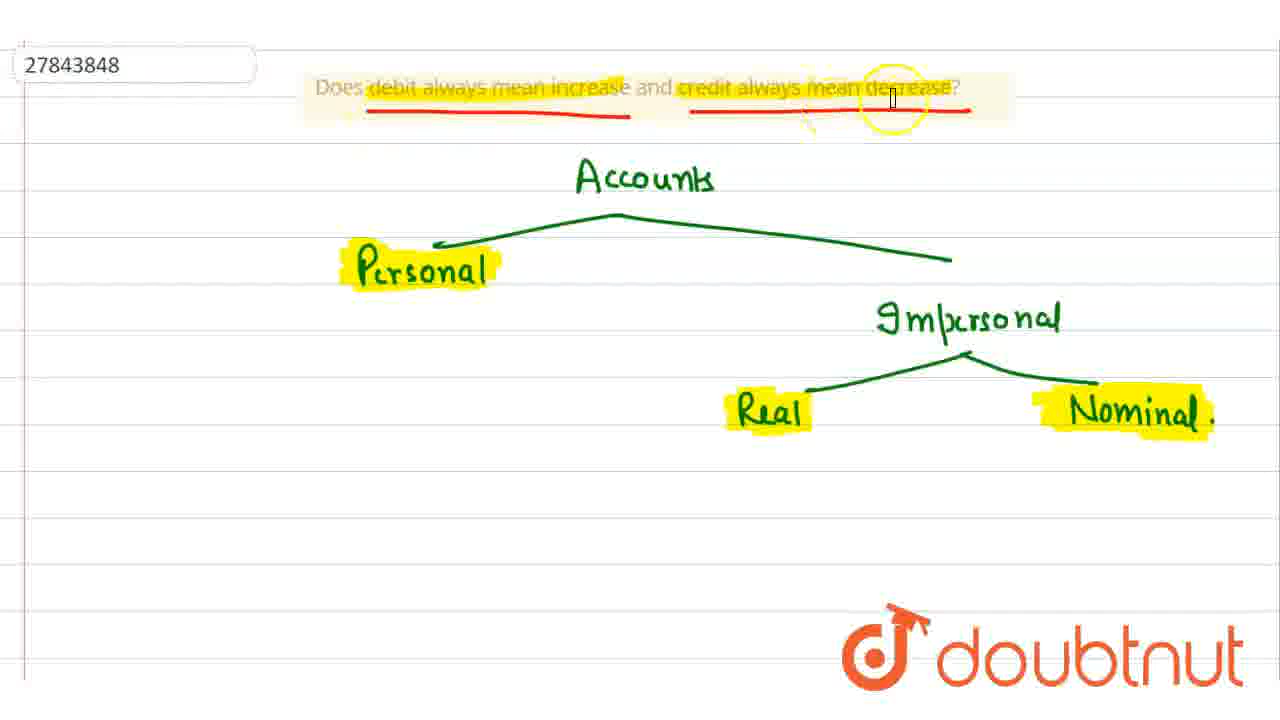 27843848
Does debit always mean increase and credit always mean decrease?
Accounts
Personal
Impersonal
Real
Nominal.
doubtnut